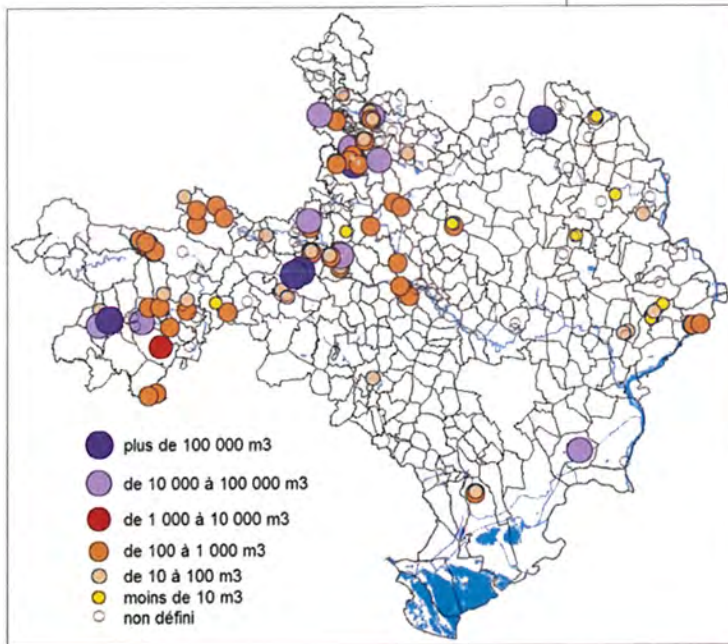 plus de 100 000 m3
de 10 000 à 100 000 m3
de 1 000 à 10 000 m3
de 100 à 1 000 m3
de 10 à 100 m3
moins de 10 m3
non défini